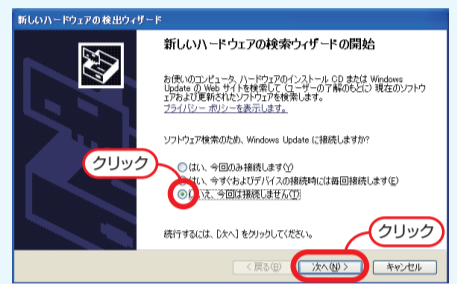 新しいハードウェアの検出ウィザード
新しいハードウェアの検索ウィザードの開始
お使いのコンピュータ、ハードウェアのインストール CD または Windows
Update の Web サイトを検索して (ユーザーの了解のもとに) 現在のソフトウ
ェアおよび更新されたソフトウェアを検索します。
プライバシー ポリシーを表示します。
ソフトウェア検索のため、Windows Update に接続しますか?
クリック
はい、今回のみ接続します(Y)
はい、今すぐおよびデバイスの接続時には毎回接続します(E)
いいえ、今回は接続しません(T)
続行するには、[次へ] をクリックしてください。
クリック
< 戻る(B)
次へ(N) >
キャンセル